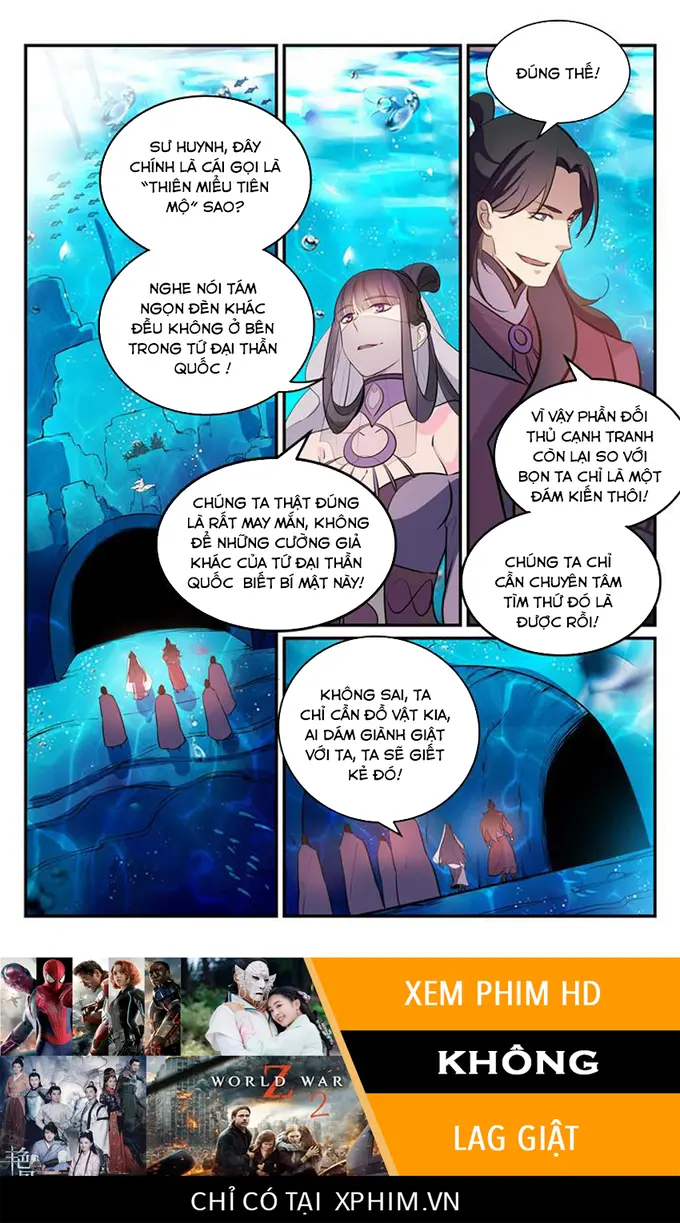 SƯ HUYNH, ĐÂY
CHÍNH LÀ CÁI GỌI LÀ
"THIÊN MIỂU TIÊN
MỘ" SAO?
NGHE NÓI TÁM
NGỌN ĐÈN KHÁC
ĐỀU KHÔNG Ở BÊN
TRONG TỨ ĐẠI THẦN
QUỐC !
CHÚNG TA THẬT ĐÚNG
LÀ RẤT MAY MẮN, KHÔNG
ĐỂ NHỮNG CƯỜNG GIẢ
KHÁC CỦA TỨ ĐẠI THẦN
QUỐC BIẾT BÍ MẬT NÀY!
ĐÚNG THẾ!
VÌ VẬY PHẦN ĐỐI
THỦ CẠNH TRANH
CÒN LẠI SO VỚI
BỌN TA CHỈ LÀ MỘT
ĐÁM KIẾN THÔI!
CHÚNG TA CHỈ
CẦN CHUYÊN TÂM
TÌM THỨ ĐÓ LÀ
ĐƯỢC RỒI!
KHÔNG SAI, TA
CHỈ CẦN ĐỒ VẬT KIA,
AI DÁM GIÀNH GIẬT
VỚI TA, TA SẼ GIẾT
KẺ ĐÓ!
XEM PHIM HD
KHÔNG
LAG GIẬT
WORLD WAR
Z
2
CHỈ CÓ TẠI XPHIM.VN